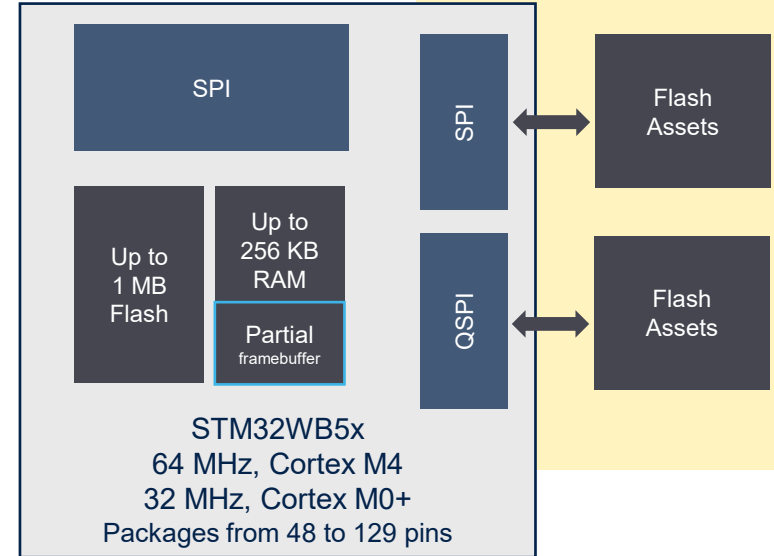 SPI
Up to
1 MB
Flash
Up to
256 KB
RAM
Partial
framebuffer
SPI
Flash
Assets
QSPI
Flash
Assets
STM32WB5x
64 MHz, Cortex M4
32 MHz, Cortex M0+
Packages from 48 to 129 pins